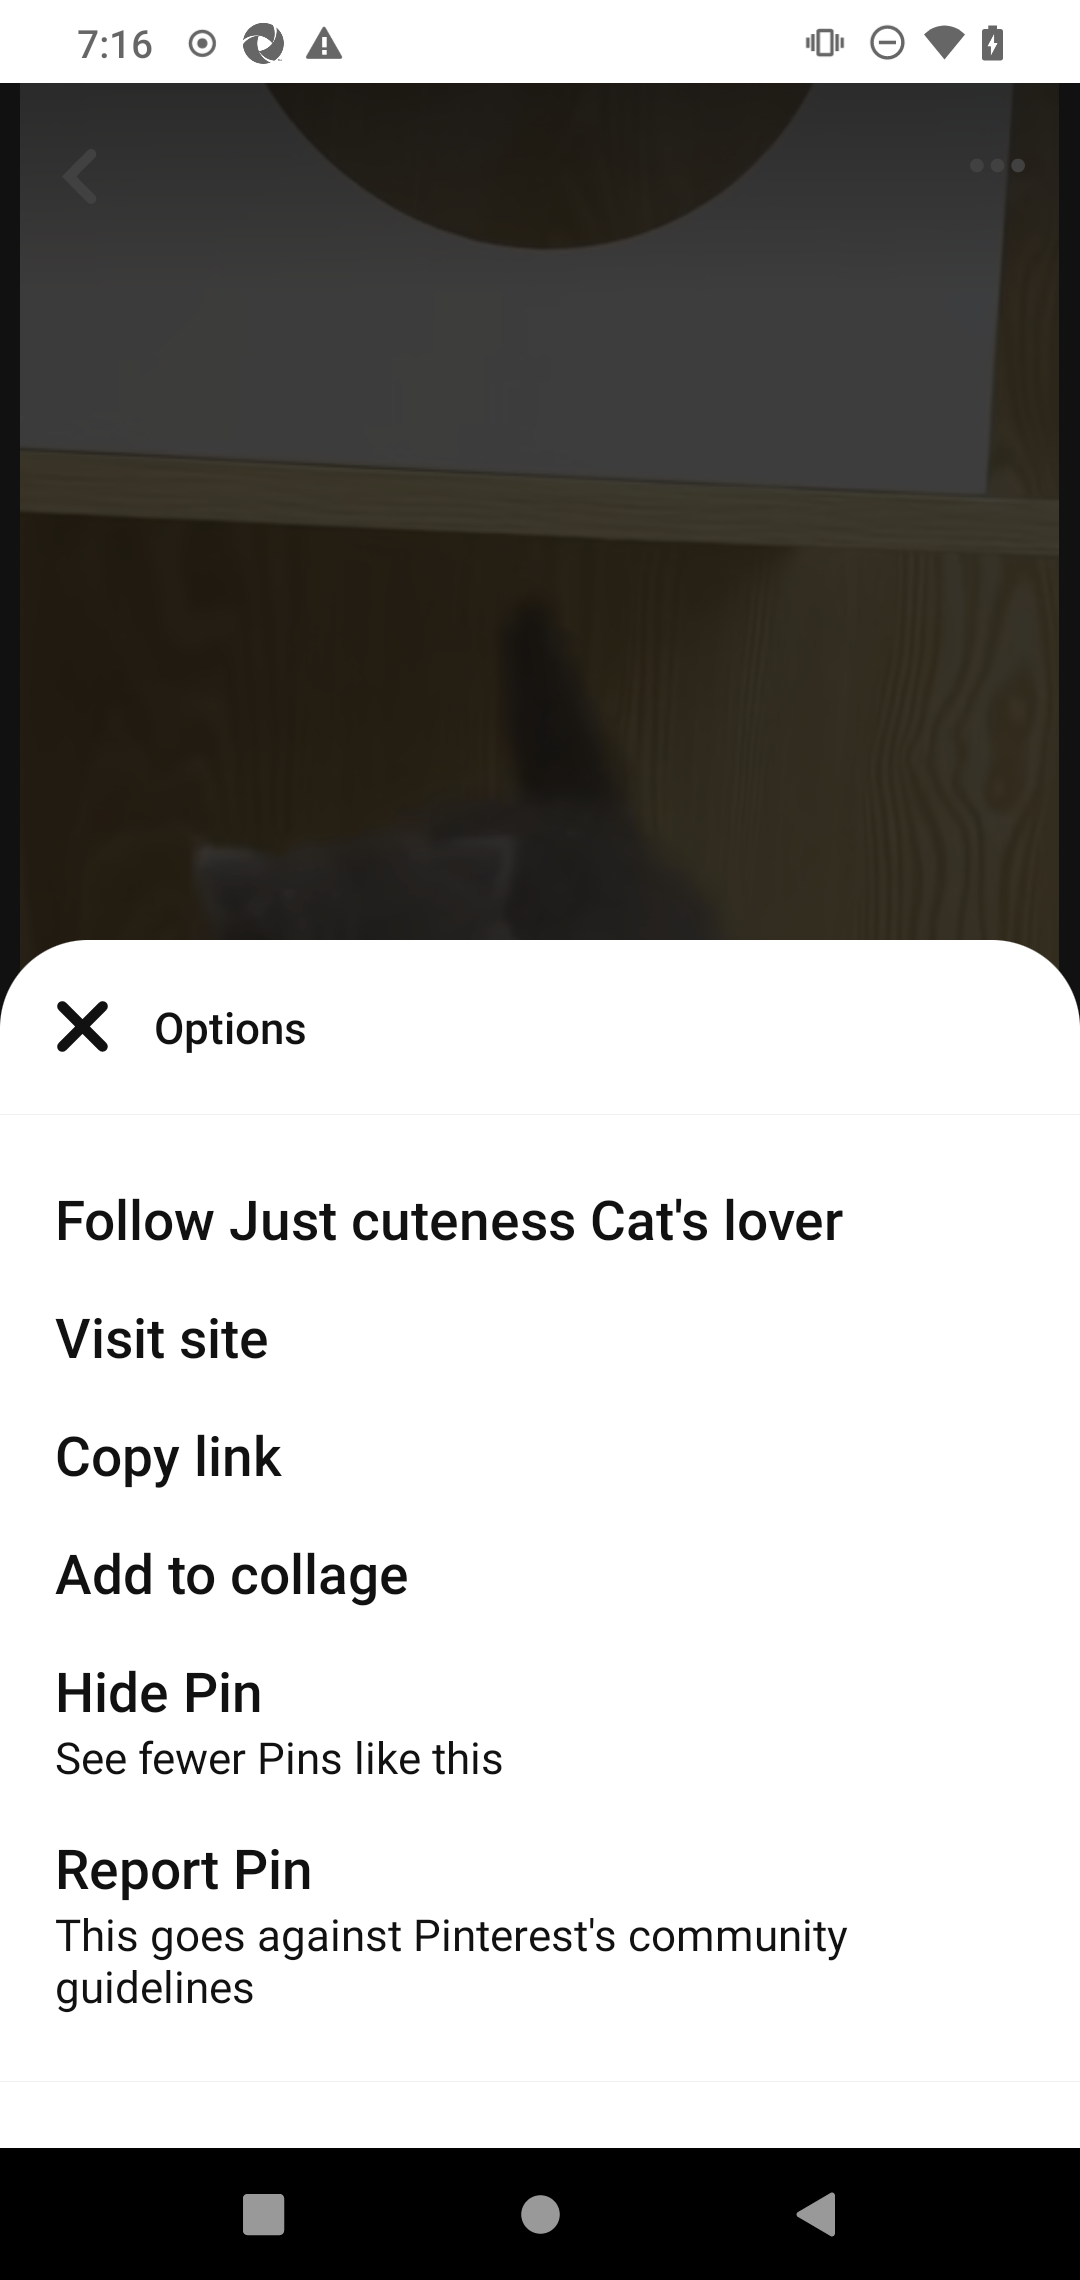 7:16
Options
Follow Just cuteness Cat's lover
Visit site
Copy link
Add to collage
Hide Pin
See fewer Pins like this
Report Pin
This goes against Pinterest's community
guidelines